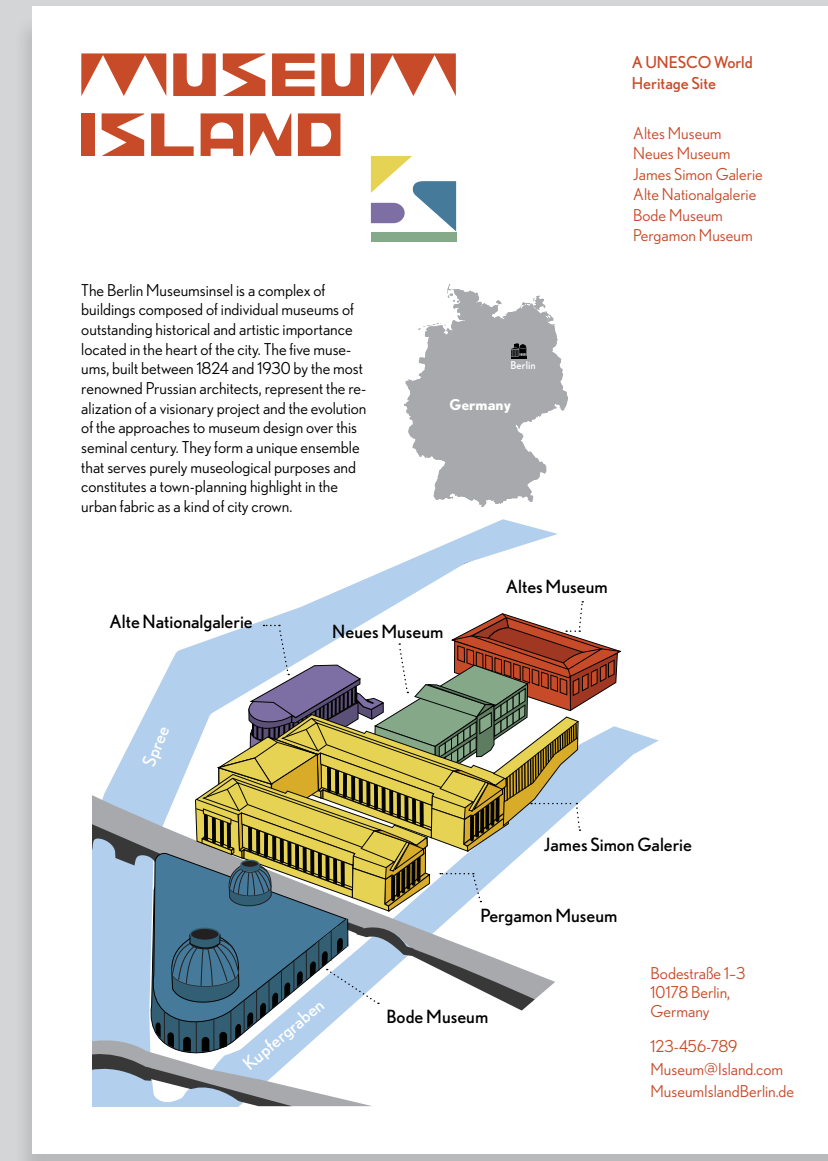 MUSEUM
ISLAND
A UNESCO World
Heritage Site
Altes Museum
Neues Museum
James Simon Galerie
Alte Nationalgalerie
Bode Museum
Pergamon Museum
The Berlin Museumsinsel is a complex of
buildings composed of individual museums of
outstanding historical and artistic importance
located in the heart of the city. The five muse-
ums, built between 1824 and 1930 by the most
renowned Prussian architects, represent the re-
alization of a visionary project and the evolution
of the approaches to museum design over this
seminal century. They form a unique ensemble
that serves purely museological purposes and
constitutes a town-planning highlight in the
urban fabric as a kind of city crown.
Berlin
Germany
Altes Museum
Alte Nationalgalerie
Neues Museum
Spree
James Simon Galerie
Pergamon Museum
Bode Museum
Kupfergraben
Bodestraße 1–3
10178 Berlin,
Germany
123-456-789
Museum@Island.com
MuseumIslandBerlin.de